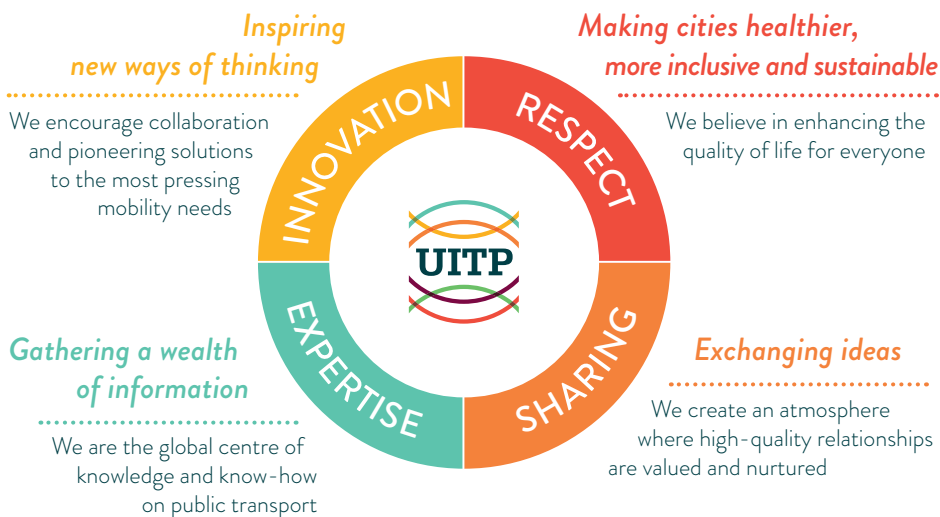 Inspiring
new ways of thinking
We encourage collaboration
and pioneering solutions
to the most pressing
mobility needs
Making cities healthier,
more inclusive and sustainable
We believe in enhancing the
quality of life for everyone
INNOVATION
RESPECT
UITP
EXPERTISE
SHARING
Gathering a wealth
of information
We are the global centre of
knowledge and know-how
on public transport
Exchanging ideas
We create an atmosphere
where high-quality relationships
are valued and nurtured